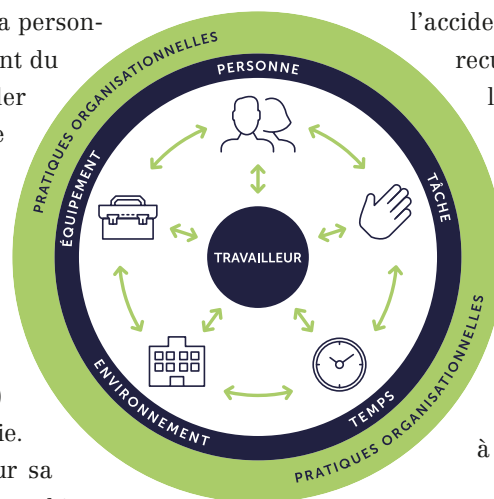 a person-
nt du
ler
e
)
ie.
ur sa
l'accide
recu
l
à
PRATIQUES ORGANISATIONNELLES
PERSONNE
ÉQUIPEMENT
TÂCHE
TRAVAILLEUR
ENVIRONNEMENT
TEMPS
PRATIQUES ORGANISATIONNELLES